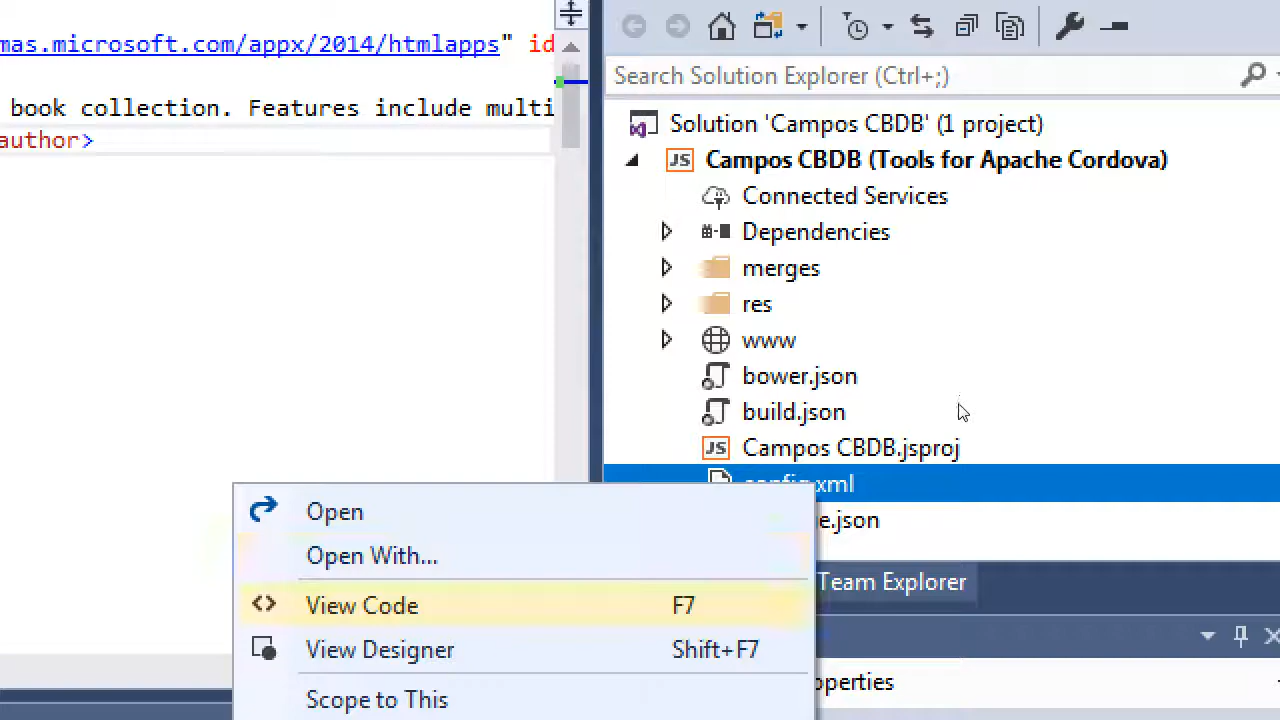 mas.microsoft.com/appx/2014/htmlapps" id
book collection. Features include multi
author>
Search Solution Explorer (Ctrl+;)
Solution 'Campos CBDB' (1 project)
JS Campos CBDB (Tools for Apache Cordova)
Connected Services
Dependencies
merges
res
www
bower.json
build.json
JS Campos CBDB.jsproj
config.xml
e.json
Open
Open With...
View Code F7
View Designer Shift+F7
Scope to This
Team Explorer
operties